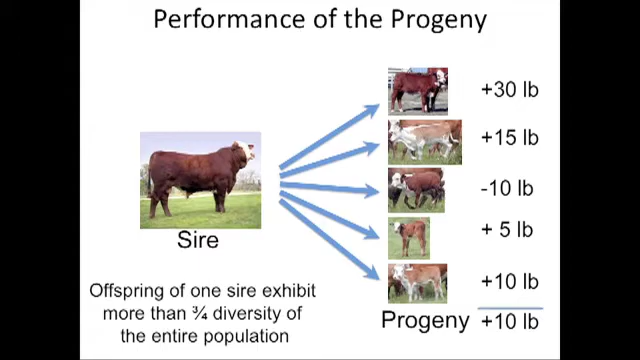 Performance of the Progeny
+30 lb
+15 lb
-10 lb
+ 5 lb
+10 lb
Sire
Progeny +10 lb
Offspring of one sire exhibit
more than ¾ diversity of
the entire population